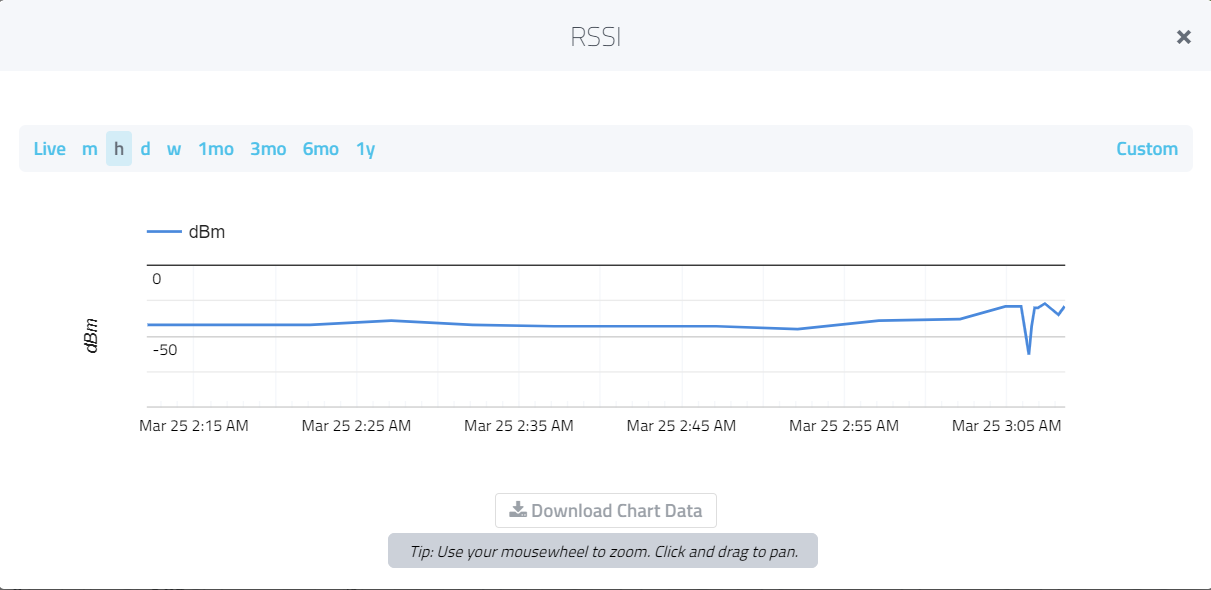 RSSI
Live m h d w 1mo 3mo 6mo 1y Custom
dBm
0
dBm
-50
Mar 25 2:15 AM Mar 25 2:25 AM Mar 25 2:35 AM Mar 25 2:45 AM Mar 25 2:55 AM Mar 25 3:05 AM
Download Chart Data
Tip: Use your mousewheel to zoom. Click and drag to pan.